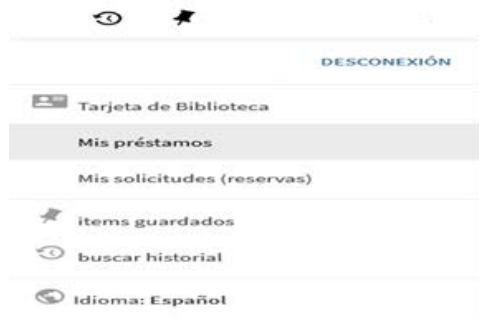 DESCONEXIÓN
Tarjeta de Biblioteca
Mis préstamos
Mis solicitudes (reservas)
items guardados
buscar historial
Idioma: Español